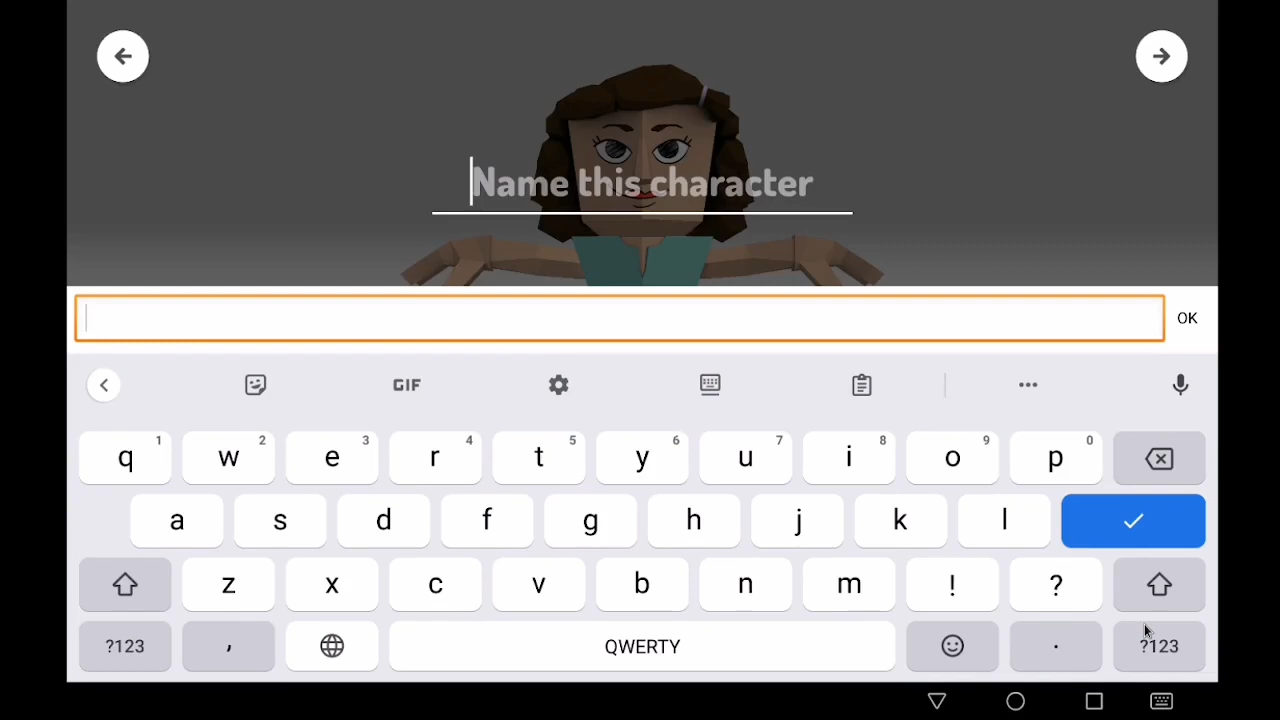 Name this character
OK
GIF
q 1 w 2 e 3 r 4 t 5 y 6 u 7 i 8 o 9 p 0
a s d f g h j k l
z x c v b n m ! ?
?123 , QWERTY . ?123